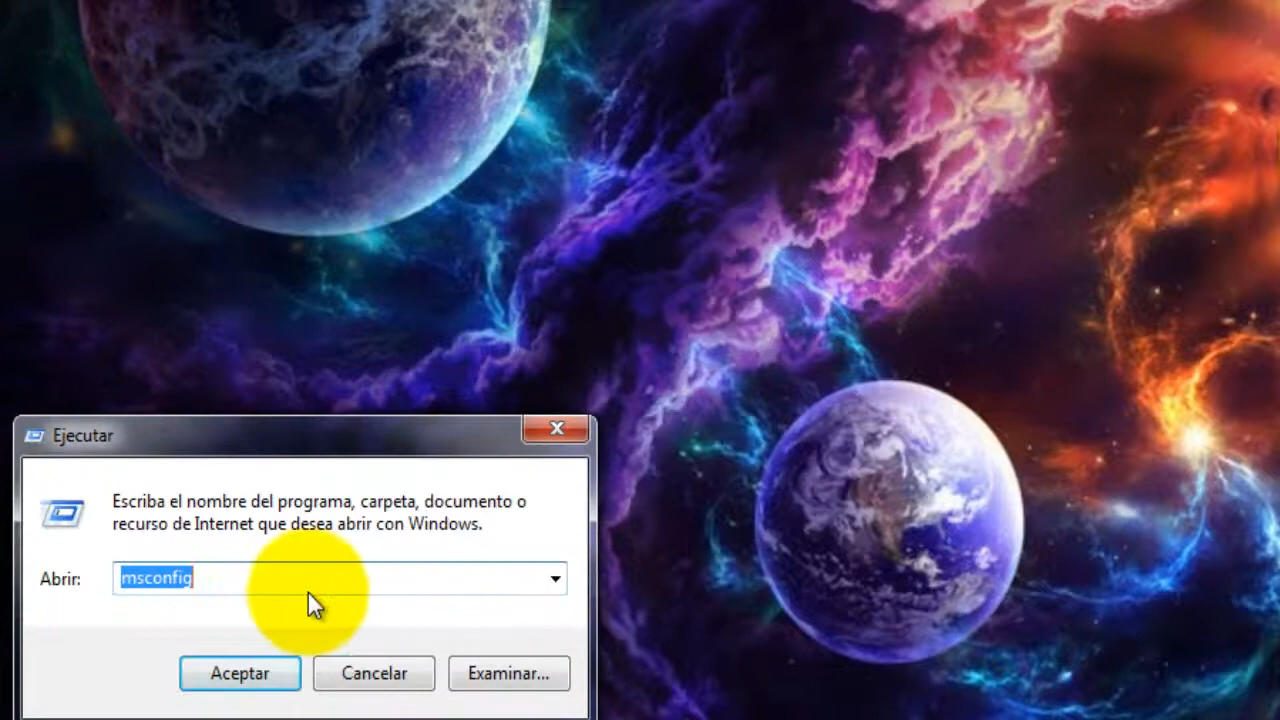 Ejecutar
Escriba el nombre del programa, carpeta, documento o
recurso de Internet que desea abrir con Windows.
Abrir: msconfig
Aceptar Cancelar Examinar...